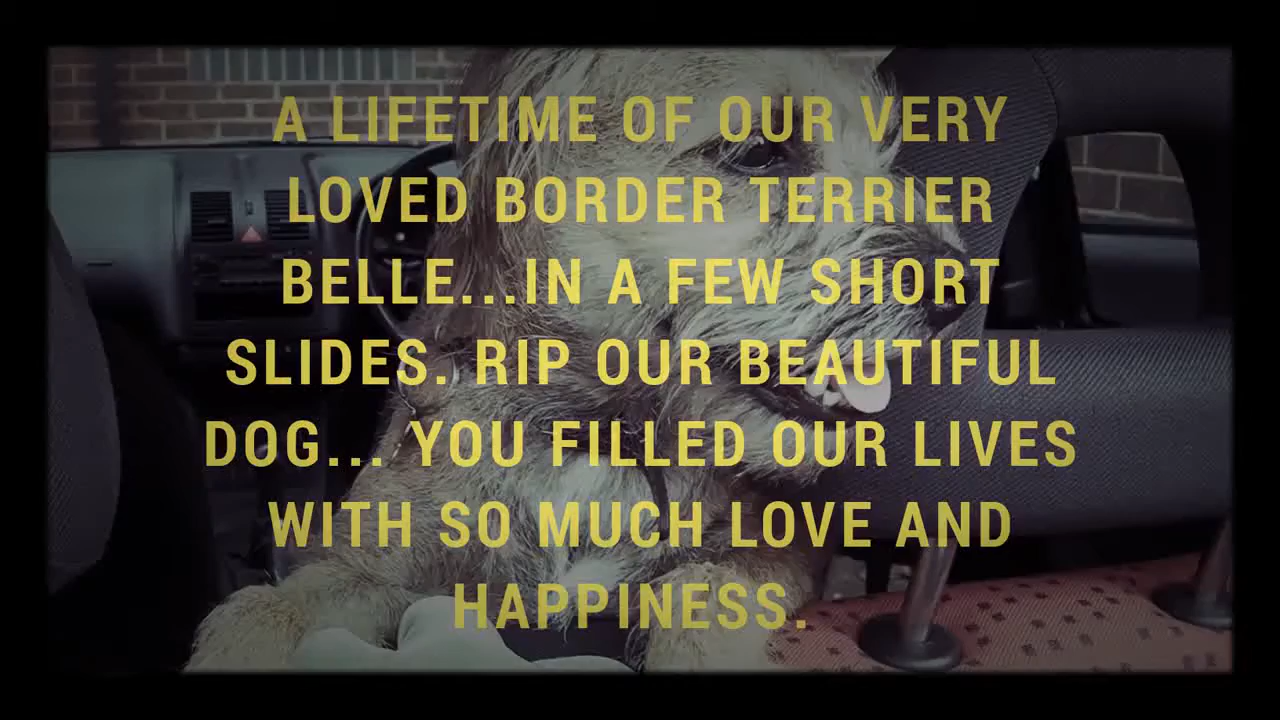 A LIFETIME OF OUR VERY
LOVED BORDER TERRIER
BELLE...IN A FEW SHORT
SLIDES. RIP OUR BEAUTIFUL
DOG... YOU FILLED OUR LIVES
WITH SO MUCH LOVE AND
HAPPINESS.